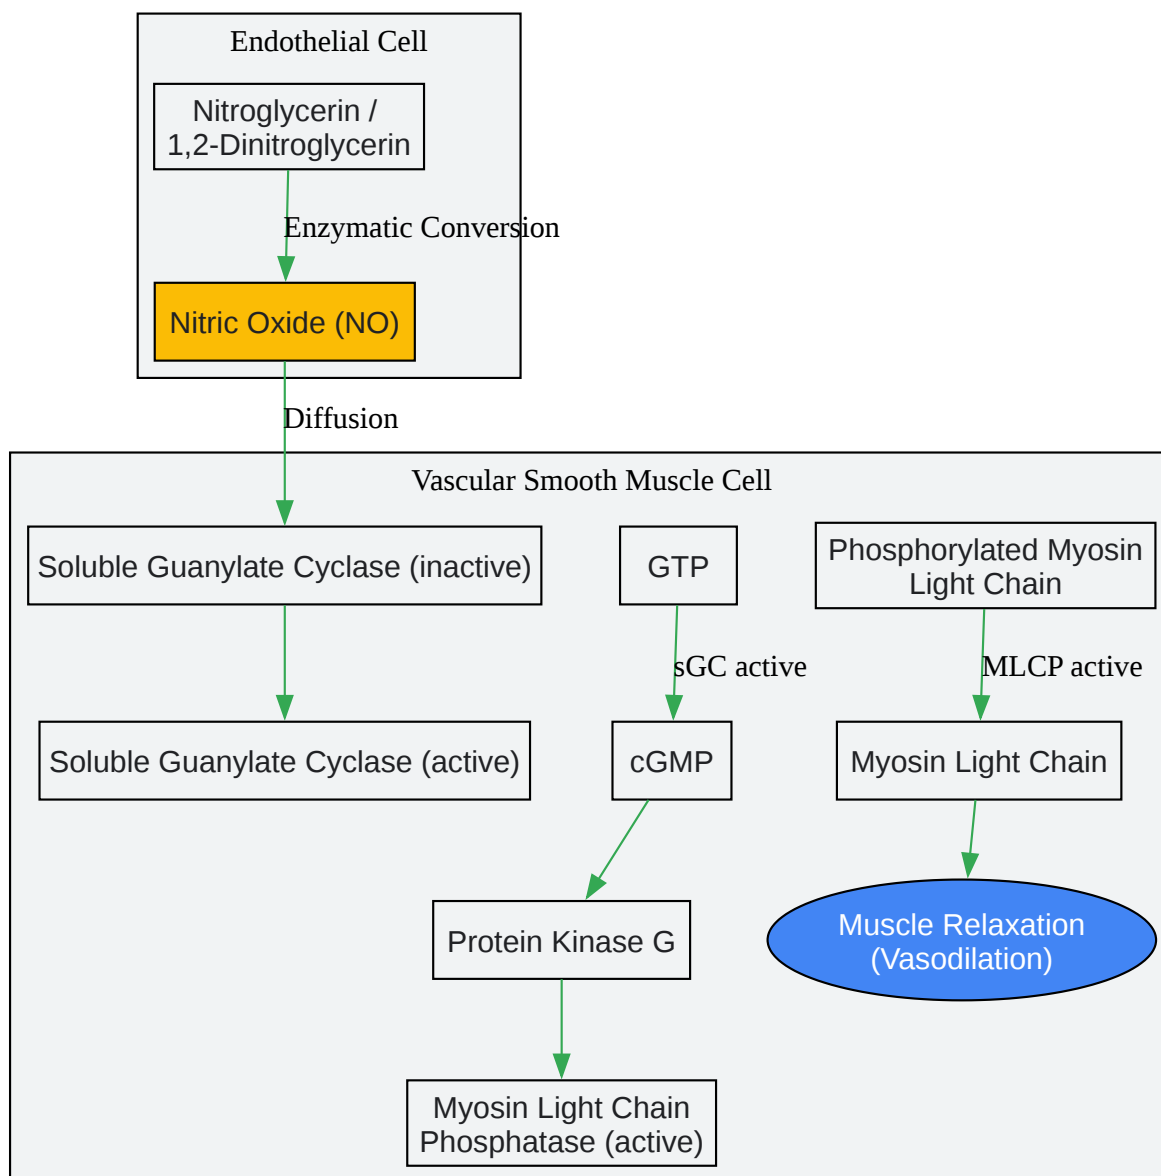 Endothelial Cell
Nitroglycerin /
1,2-Dinitroglycerin
Enzymatic Conversion
Nitric Oxide (NO)
Diffusion
Vascular Smooth Muscle Cell
Soluble Guanylate Cyclase (inactive)
GTP
Phosphorylated Myosin
Light Chain
sGC active
MLCP active
Soluble Guanylate Cyclase (active)
cGMP
Myosin Light Chain
Protein Kinase G
Muscle Relaxation
(Vasodilation)
Myosin Light Chain
Phosphatase (active)